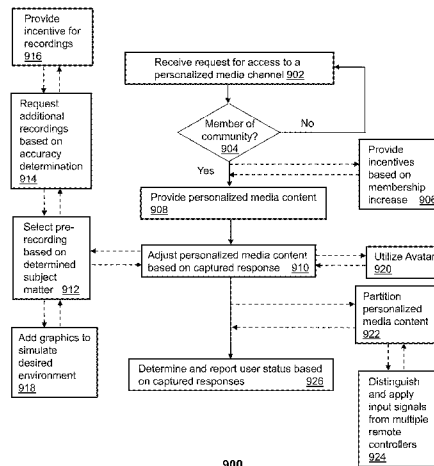 Provide
incentive for
recordings
916
Request
additional
recordings
based on
accuracy
determination
914
Select pre-
recording
based on
determined
subject
matter 912
Add graphics to
simulate
desired
environment
918
Receive request for access to a
personalized media channel 902
Member of
community?
904
No
Yes
Provide
incentives
based on
membership
increase 906
Provide personalized media content
908
Adjust personalized media content
based on captured response 910
Utilize Avatar
920
Partition
personalized
media content
922
Determine and report user status based
on captured responses 926
Distinguish
and apply
input signals
from multiple
remote
controllers
924
900